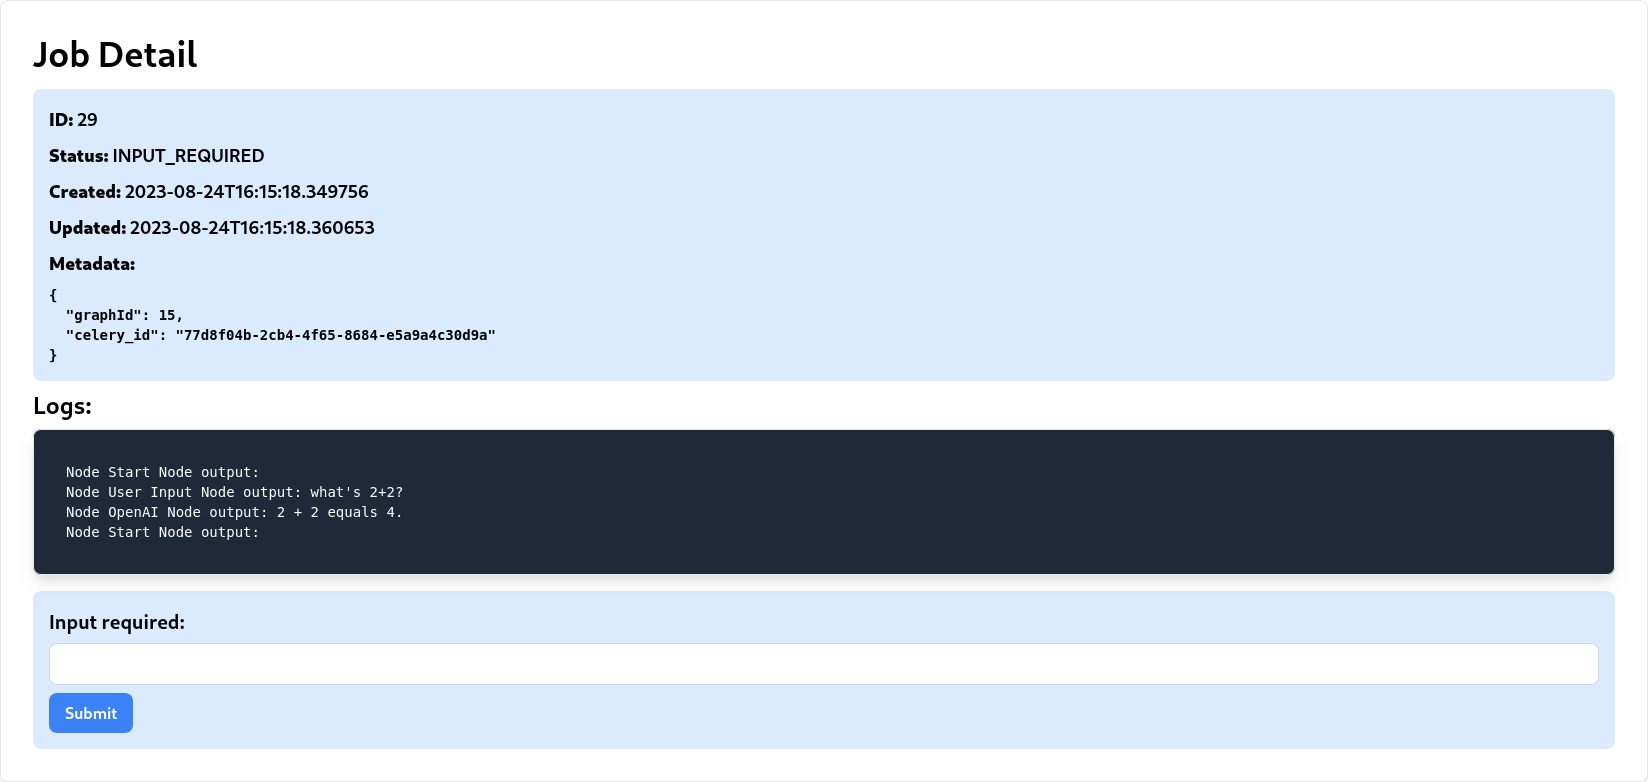 Job Detail
ID: 29
Status: INPUT_REQUIRED
Created: 2023-08-24T16:15:18.349756
Updated: 2023-08-24T16:15:18.360653
Metadata:
{
  "graphId": 15,
  "celery_id": "77d8f04b-2cb4-4f65-8684-e5a9a4c30d9a"
}
Logs:
Node Start Node output:
Node User Input Node output: what's 2+2?
Node OpenAI Node output: 2 + 2 equals 4.
Node Start Node output:
Input required:
Submit